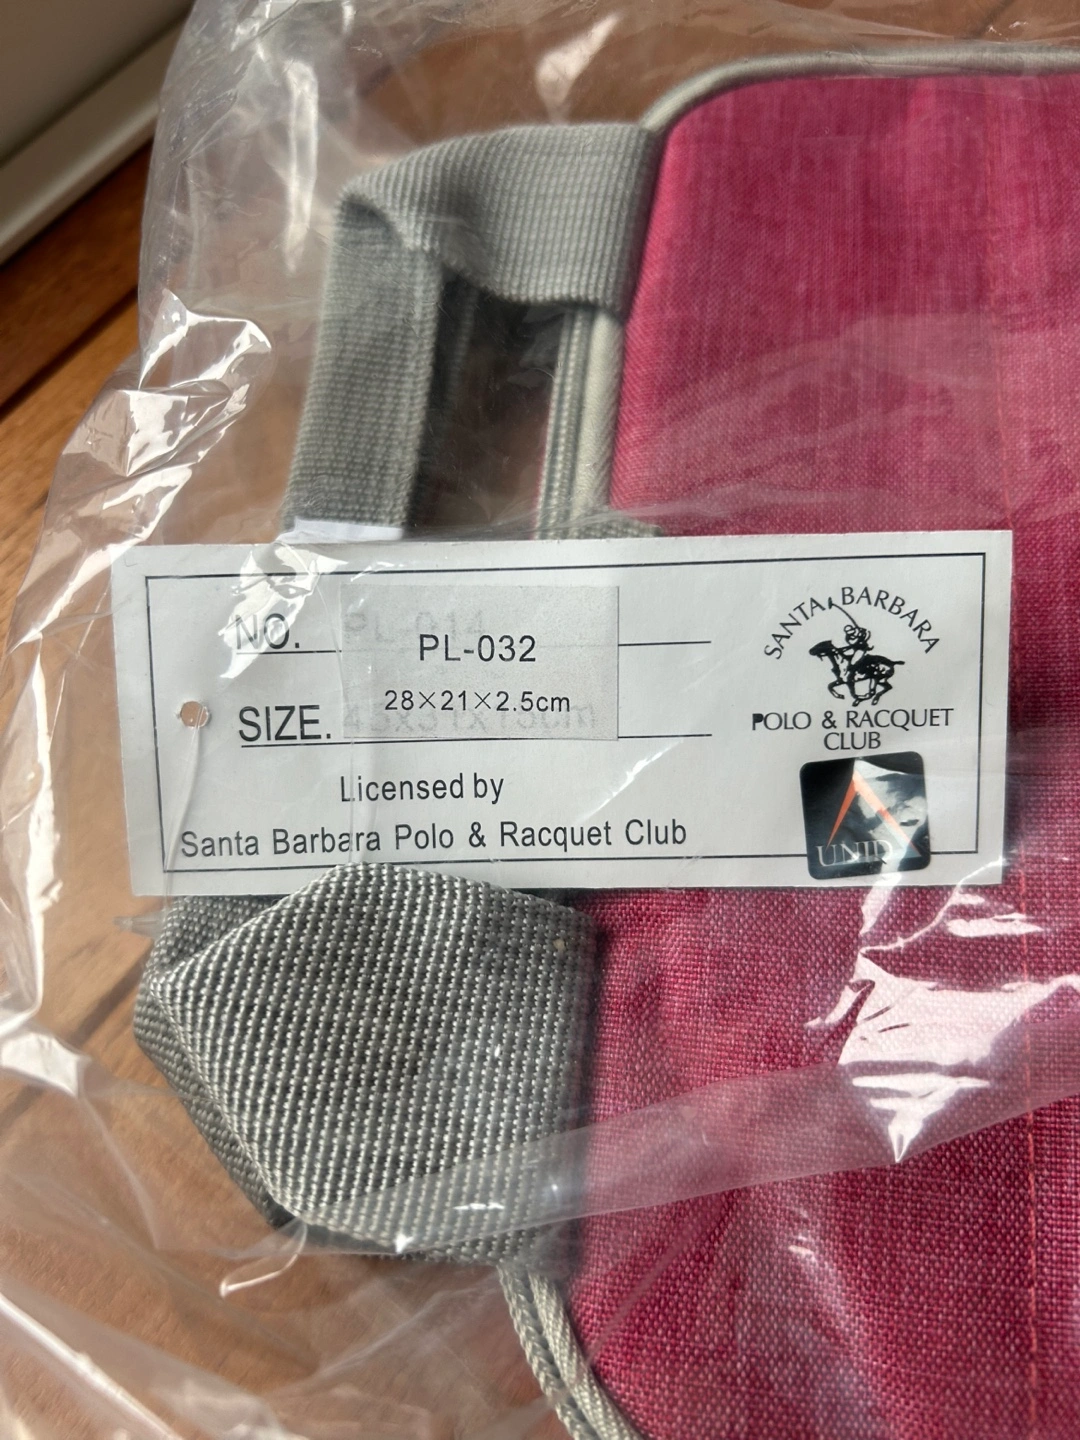 NO. PL-032
SIZE. 28×21×2.5cm
Licensed by
Santa Barbara Polo & Racquet Club
SANTA BARBARA
POLO & RACQUET
CLUB